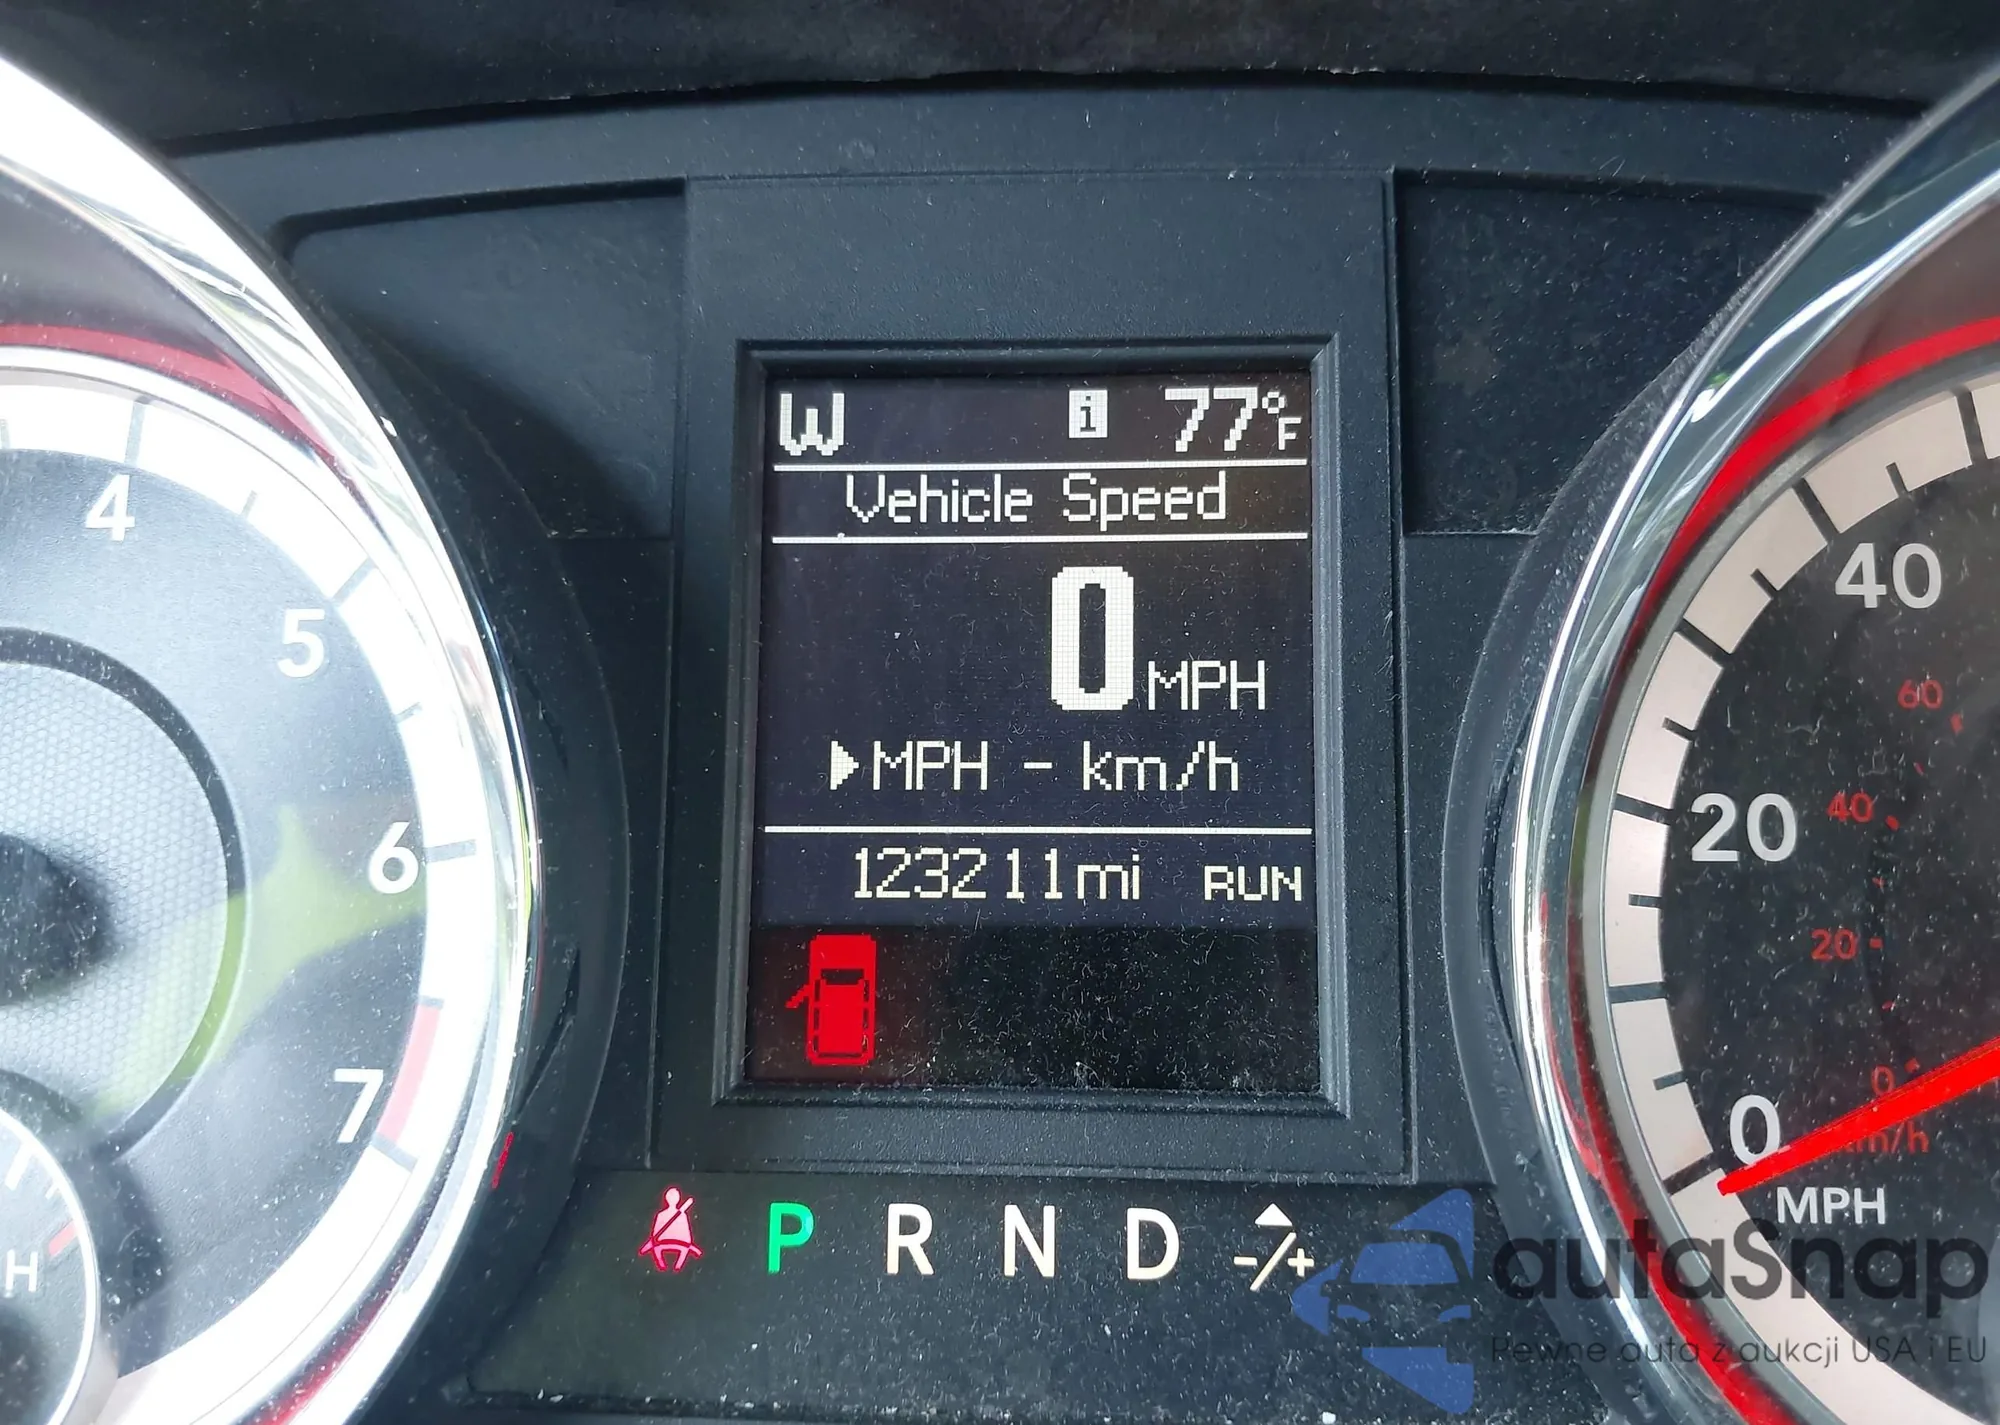 W i 77°F
Vehicle Speed
0 MPH
▶MPH - km/h
123211mi RUN
4
5
6
7
H
40
60
20 40
20
0
0
km/h
MPH
P R N D -/+
autaSnap
Pewne auta z aukcji USA i EU